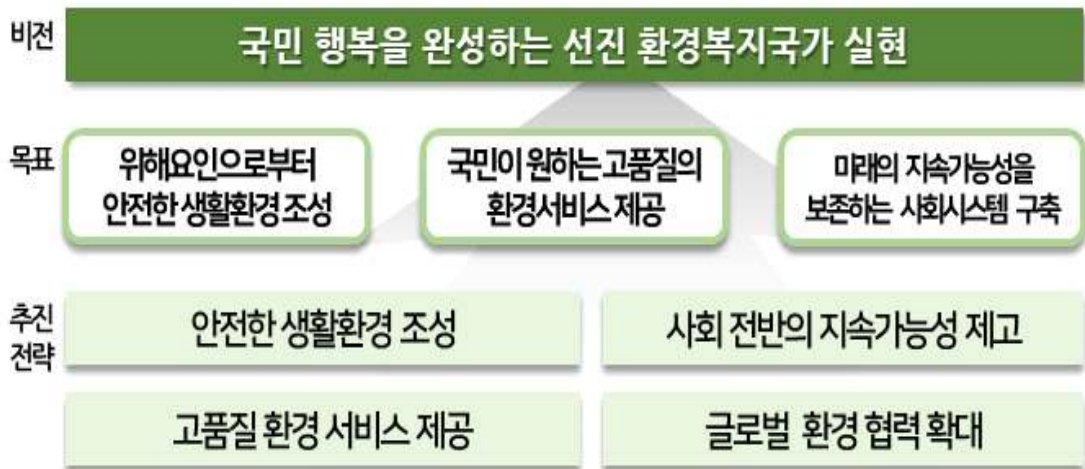 비전
국민 행복을 완성하는 선진 환경복지국가 실현
목표
위해요인으로부터
안전한 생활환경 조성
국민이 원하는 고품질의
환경서비스 제공
미래의 지속가능성을
보존하는 사회시스템 구축
추진
전략
안전한 생활환경 조성
사회 전반의 지속가능성 제고
고품질 환경 서비스 제공
글로벌 환경 협력 확대